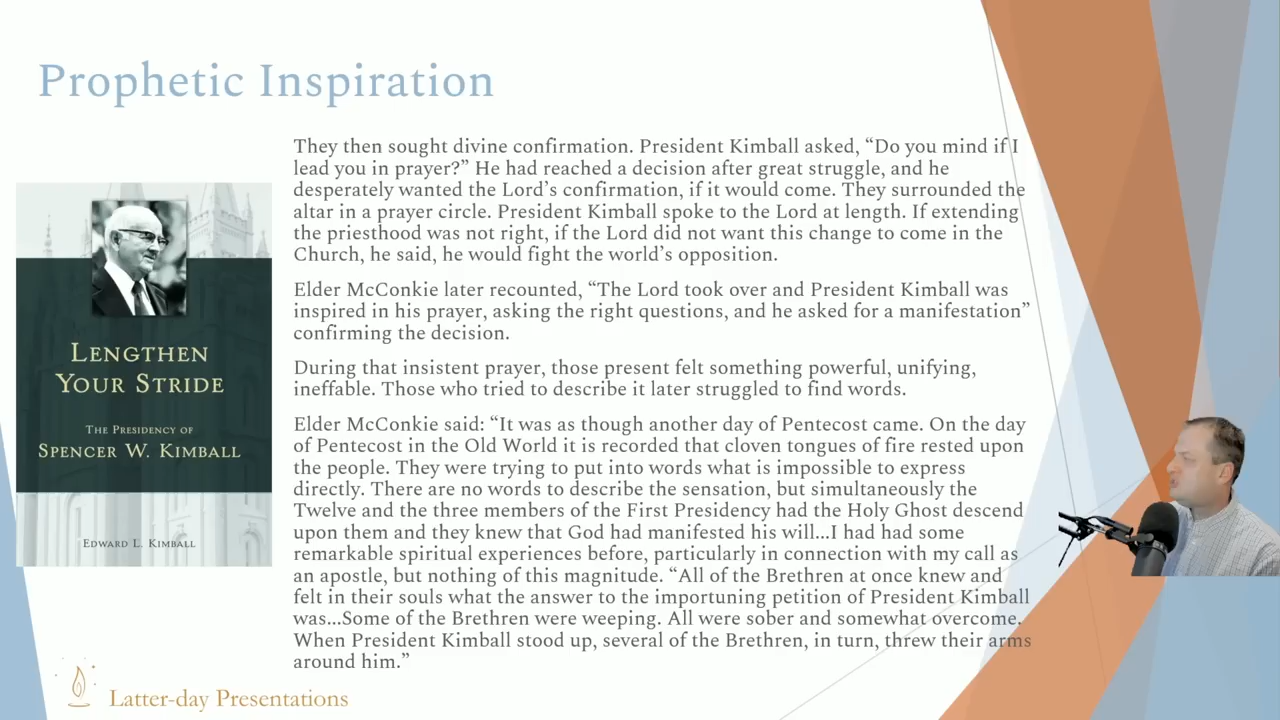 Prophetic Inspiration
They then sought divine confirmation. President Kimball asked, “Do you mind if I
lead you in prayer?” He had reached a decision after great struggle, and he
desperately wanted the Lord’s confirmation, if it would come. They surrounded the
altar in a prayer circle. President Kimball spoke to the Lord at length. If extending
the priesthood was not right, if the Lord did not want this change to come in the
Church, he said, he would fight the world’s opposition.
Elder McConkie later recounted, “The Lord took over and President Kimball was
inspired in his prayer, asking the right questions, and he asked for a manifestation”
confirming the decision.
During that insistent prayer, those present felt something powerful, unifying,
ineffable. Those who tried to describe it later struggled to find words.
Elder McConkie said: “It was as though another day of Pentecost came. On the day
of Pentecost in the Old World it is recorded that cloven tongues of fire rested upon
the people. They were trying to put into words what is impossible to express
directly. There are no words to describe the sensation, but simultaneously the
Twelve and the three members of the First Presidency had the Holy Ghost descend
upon them and they knew that God had manifested his will...I had had some
remarkable spiritual experiences before, particularly in connection with my call as
an apostle, but nothing of this magnitude. “All of the Brethren at once knew and
felt in their souls what the answer to the importuning petition of President Kimball
was...Some of the Brethren were weeping. All were sober and somewhat overcome.
When President Kimball stood up, several of the Brethren, in turn, threw their arms
around him.”
LENGTHEN
YOUR STRIDE
THE PRESIDENCY OF
SPENCER W. KIMBALL
EDWARD L. KIMBALL
Latter-day Presentations